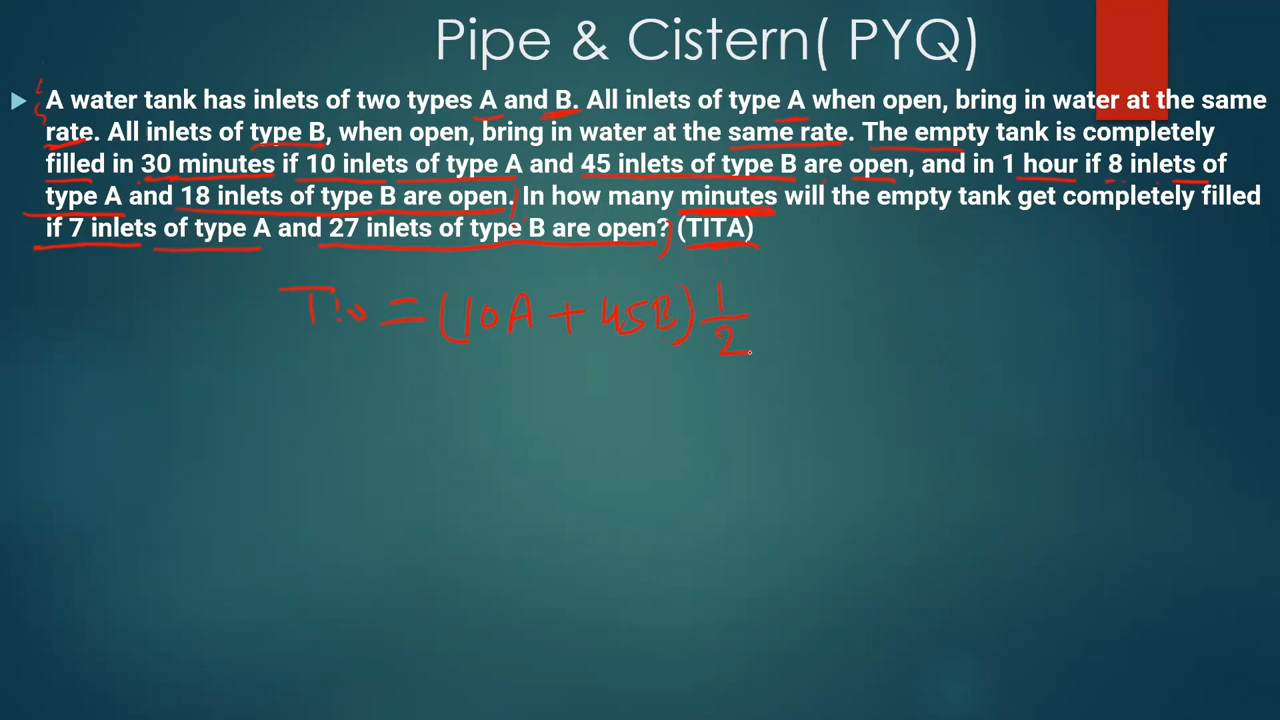 Pipe & Cistern( PYQ)
A water tank has inlets of two types A and B. All inlets of type A when open, bring in water at the same
rate. All inlets of type B, when open, bring in water at the same rate. The empty tank is completely
filled in 30 minutes if 10 inlets of type A and 45 inlets of type B are open, and in 1 hour if 8 inlets of
type A and 18 inlets of type B are open. In how many minutes will the empty tank get completely filled
if 7 inlets of type A and 27 inlets of type B are open? (TITA)
= (10A + 45B) 1/2